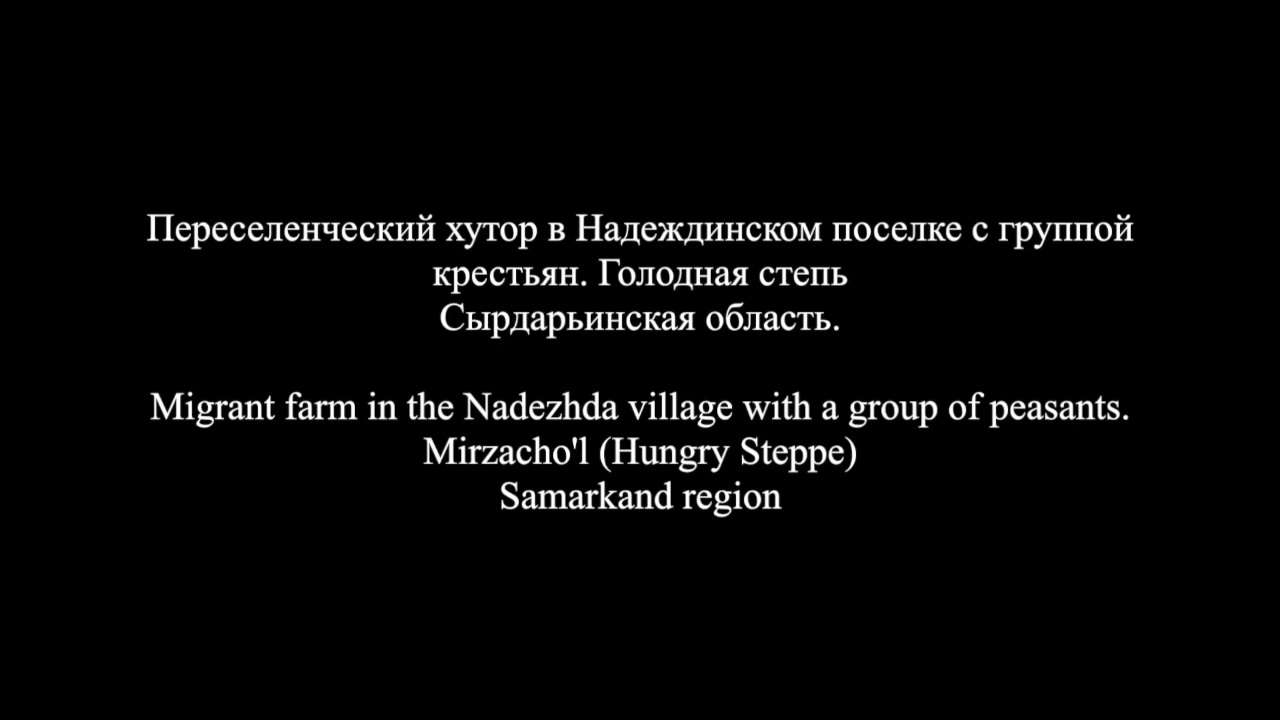 Переселенческий хутор в Надеждинском поселке с группой
крестьян. Голодная степь
Сырдарьинская область.
Migrant farm in the Nadezhda village with a group of peasants.
Mirzacho'l (Hungry Steppe)
Samarkand region